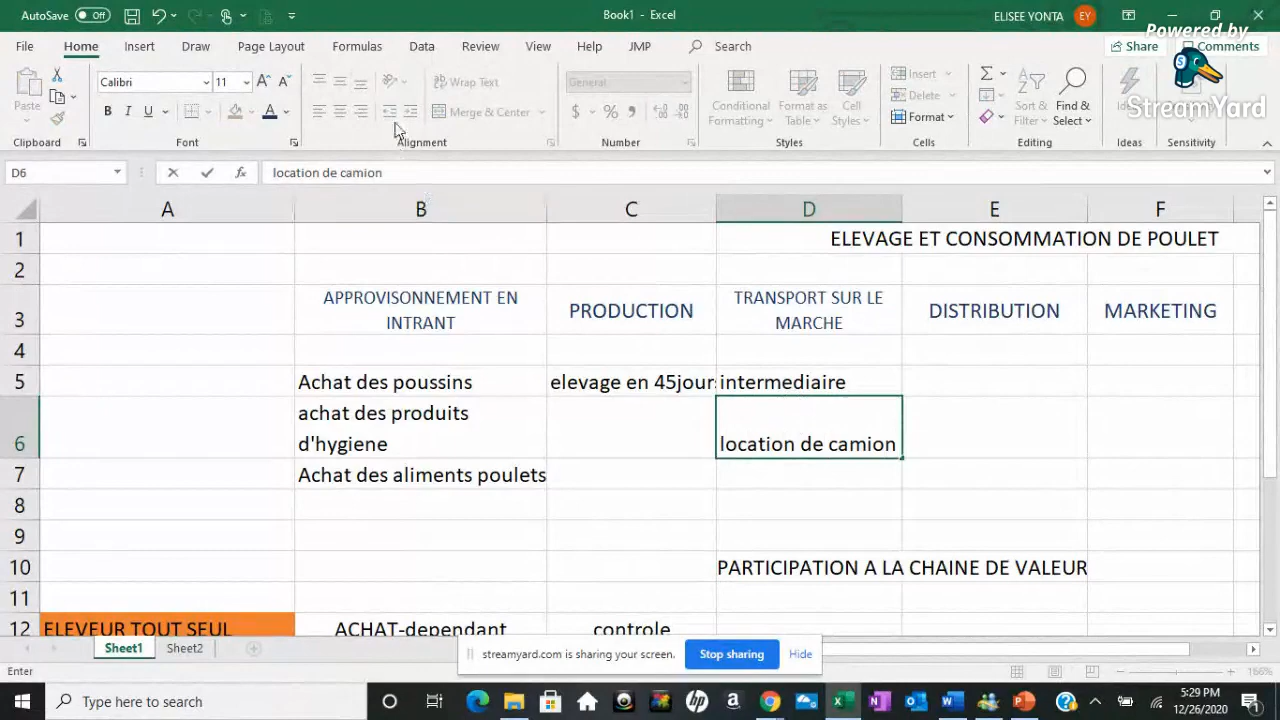 AutoSave Off
Book1 - Excel
ELISEE YONTA EY
Powered by
StreamYard
File Home Insert Draw Page Layout Formulas Data Review View Help JMP Search Share Comments
Paste
Clipboard
Calibri 11
B I U
Font
Wrap Text
Merge & Center
Alignment
General
$ % 9
Number
Conditional Formatting
Format as Table
Cell Styles
Styles
Insert
Delete
Format
Cells
Sort & Filter
Find & Select
Editing
Ideas
Ideas
Sensitivity
D6
fx
location de camion
A B C D E F
1 ELEVAGE ET CONSOMMATION DE POULET
2
3 APPROVISONNEMENT EN INTRANT PRODUCTION TRANSPORT SUR LE MARCHE DISTRIBUTION MARKETING
4
5 Achat des poussins elevage en 45jour intermediaire
6 achat des produits d'hygiene location de camion
7 Achat des aliments poulets
8
9
10 PARTICIPATION A LA CHAINE DE VALEUR
11
12 ELEVEUR TOUT SEUL ACHAT-dependant controle
Sheet1 Sheet2
streamyard.com is sharing your screen. Stop sharing Hide
Enter
166%
Type here to search
5:29 PM
12/26/2020